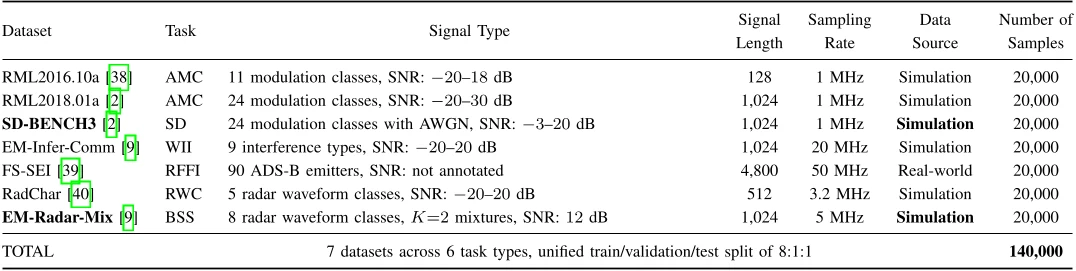 Dataset Task Signal Type Signal Length Sampling Rate Data Source Number of Samples
RML2016.10a [38] AMC 11 modulation classes, SNR: −20–18 dB 128 1 MHz Simulation 20,000
RML2018.01a [2] AMC 24 modulation classes, SNR: −20–30 dB 1,024 1 MHz Simulation 20,000
SD-BENCH3 [2] SD 24 modulation classes with AWGN, SNR: −3–20 dB 1,024 1 MHz Simulation 20,000
EM-Infer-Comm [9] WII 9 interference types, SNR: −20–20 dB 1,024 20 MHz Simulation 20,000
FS-SEI [39] RFFI 90 ADS-B emitters, SNR: not annotated 4,800 50 MHz Real-world 20,000
RadChar [40] RWC 5 radar waveform classes, SNR: −20–20 dB 512 3.2 MHz Simulation 20,000
EM-Radar-Mix [9] BSS 8 radar waveform classes, K=2 mixtures, SNR: 12 dB 1,024 5 MHz Simulation 20,000
TOTAL 7 datasets across 6 task types, unified train/validation/test split of 8:1:1 140,000